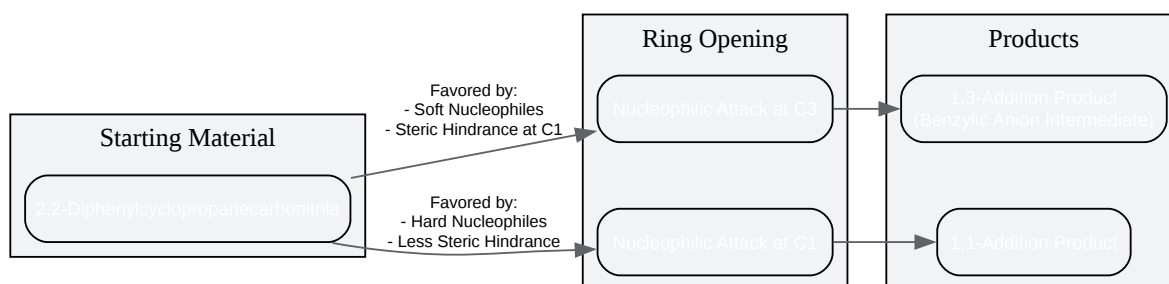 Ring Opening
Products
Favored by:
- Soft Nucleophiles
- Steric Hindrance at C1
Nucleophilic Attack at C3
1,3-Addition Product
(Benzylic Anion Intermediate)
Starting Material
2,2-Diphenylcyclopropanecarbonitrile
Favored by:
- Hard Nucleophiles
- Less Steric Hindrance
Nucleophilic Attack at C1
1,1-Addition Product